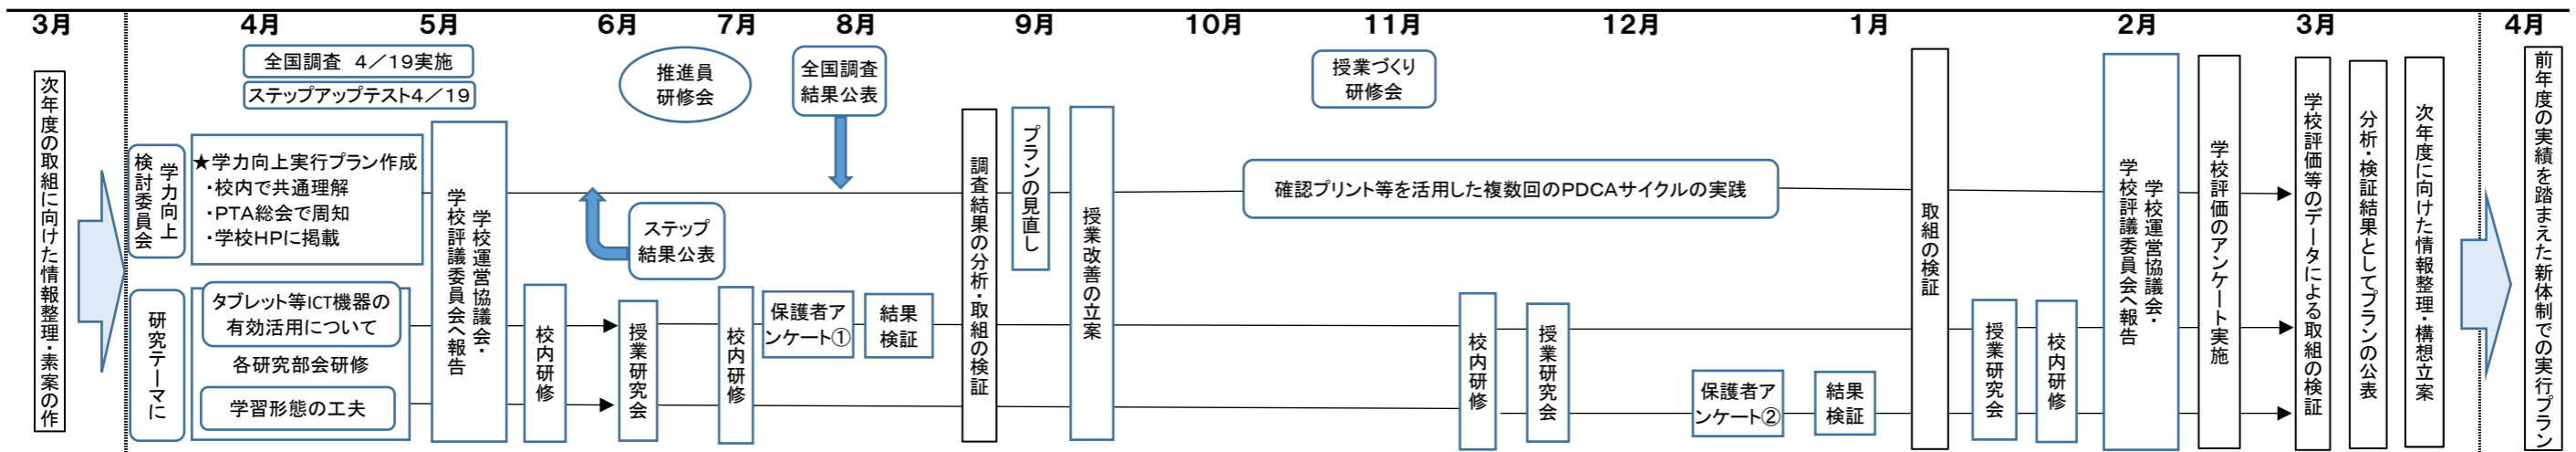 3月
4月
5月
6月
7月
8月
9月
10月
11月
12月
1月
2月
3月
4月
次年度の取組に向けた情報整理・素案の作
全国調査 4／19実施
ステップアップテスト4／19
学力向上
検討委員会
★学力向上実行プラン作成
・校内で共通理解
・PTA総会で周知
・学校HPに掲載
研究テーマに
タブレット等ICT機器の
有効活用について
各研究部会研修
学習形態の工夫
学校運営協議会・
学校評議委員会へ報告
校内研修
推進員
研修会
ステップ
結果公表
授業研究会
校内研修
全国調査
結果公表
保護者ア
ンケート①
結果
検証
調査結果の分析・取組の検証
プランの見直し
授業改善の立案
授業づくり
研修会
確認プリント等を活用した複数回のPDCAサイクルの実践
校内研修
授業研究会
保護者ア
ンケート②
結果
検証
取組の検証
授業研究会
校内研修
学校運営協議会・
学校評議委員会へ報告
学校評価のアンケート実施
学校評価等のデータによる取組の検証
分析・検証結果としてプランの公表
次年度に向けた情報整理・構想立案
前年度の実績を踏まえた新体制での実行プラン